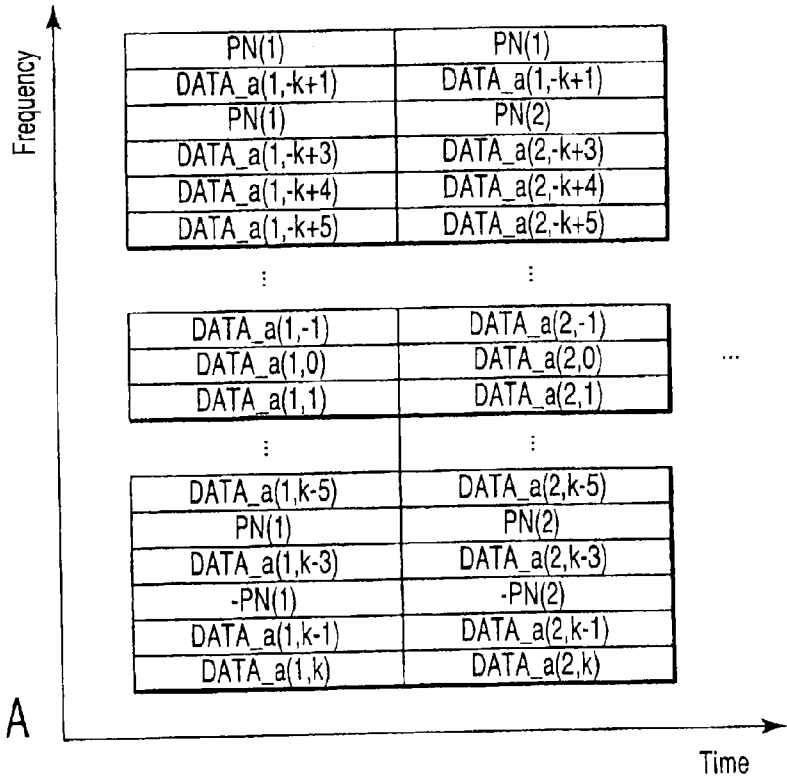 Frequency
PN(1) PN(1)
DATA_a(1,-k+1) DATA_a(1,-k+1)
PN(1) PN(2)
DATA_a(1,-k+3) DATA_a(2,-k+3)
DATA_a(1,-k+4) DATA_a(2,-k+4)
DATA_a(1,-k+5) DATA_a(2,-k+5)
⋮ ⋮
DATA_a(1,-1) DATA_a(2,-1)
DATA_a(1,0) DATA_a(2,0) ...
DATA_a(1,1) DATA_a(2,1)
⋮ ⋮
DATA_a(1,k-5) DATA_a(2,k-5)
PN(1) PN(2)
DATA_a(1,k-3) DATA_a(2,k-3)
-PN(1) -PN(2)
DATA_a(1,k-1) DATA_a(2,k-1)
DATA_a(1,k) DATA_a(2,k)
A
Time